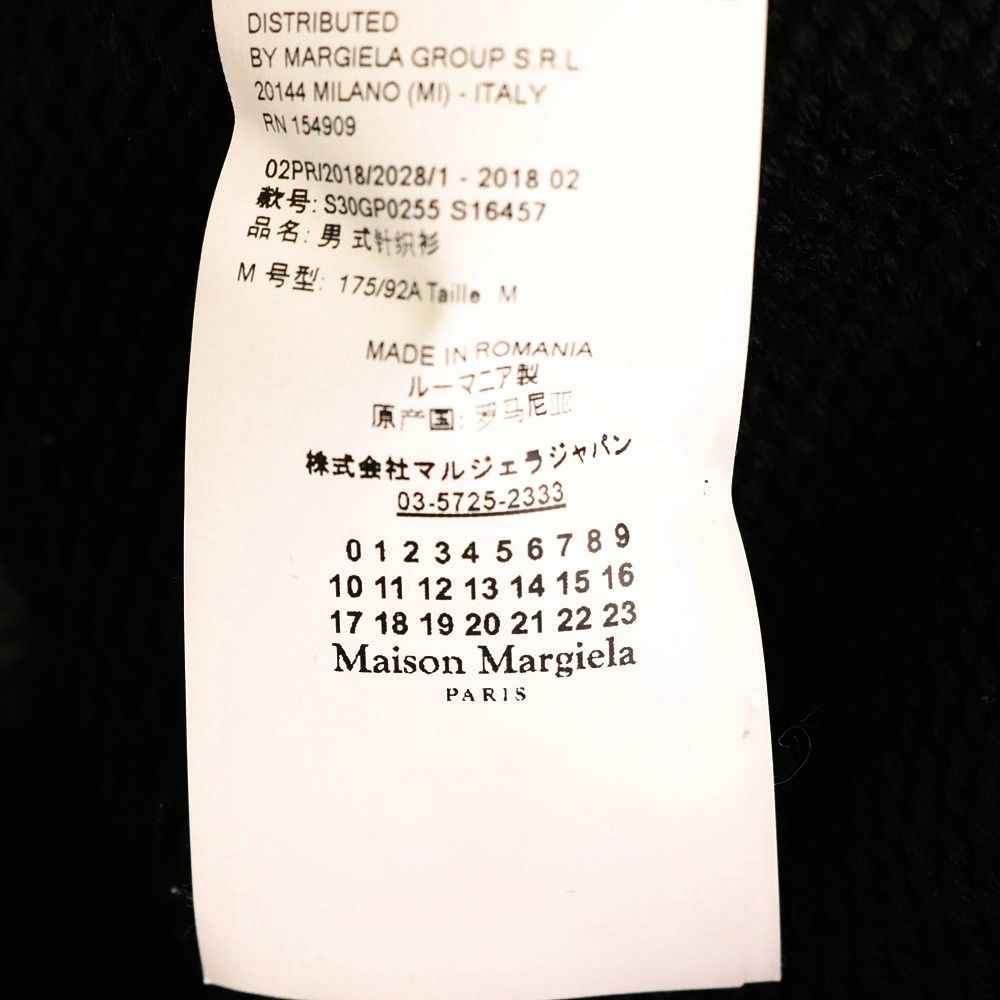 DISTRIBUTED
BY MARGIELA GROUP S.R.L.
20144 MILANO (MI) - ITALY
RN 154909
02PRI2018/2028/1 - 2018 02
款号: S30GP0255 S16457
品名: 男式针织衫
M 号型: 175/92A Taille M
MADE IN ROMANIA
ルーマニア製
原产国: 罗马尼亚
株式会社マルジェラジャパン
03-5725-2333
0 1 2 3 4 5 6 7 8 9
10 11 12 13 14 15 16
17 18 19 20 21 22 23
Maison Margiela
PARIS